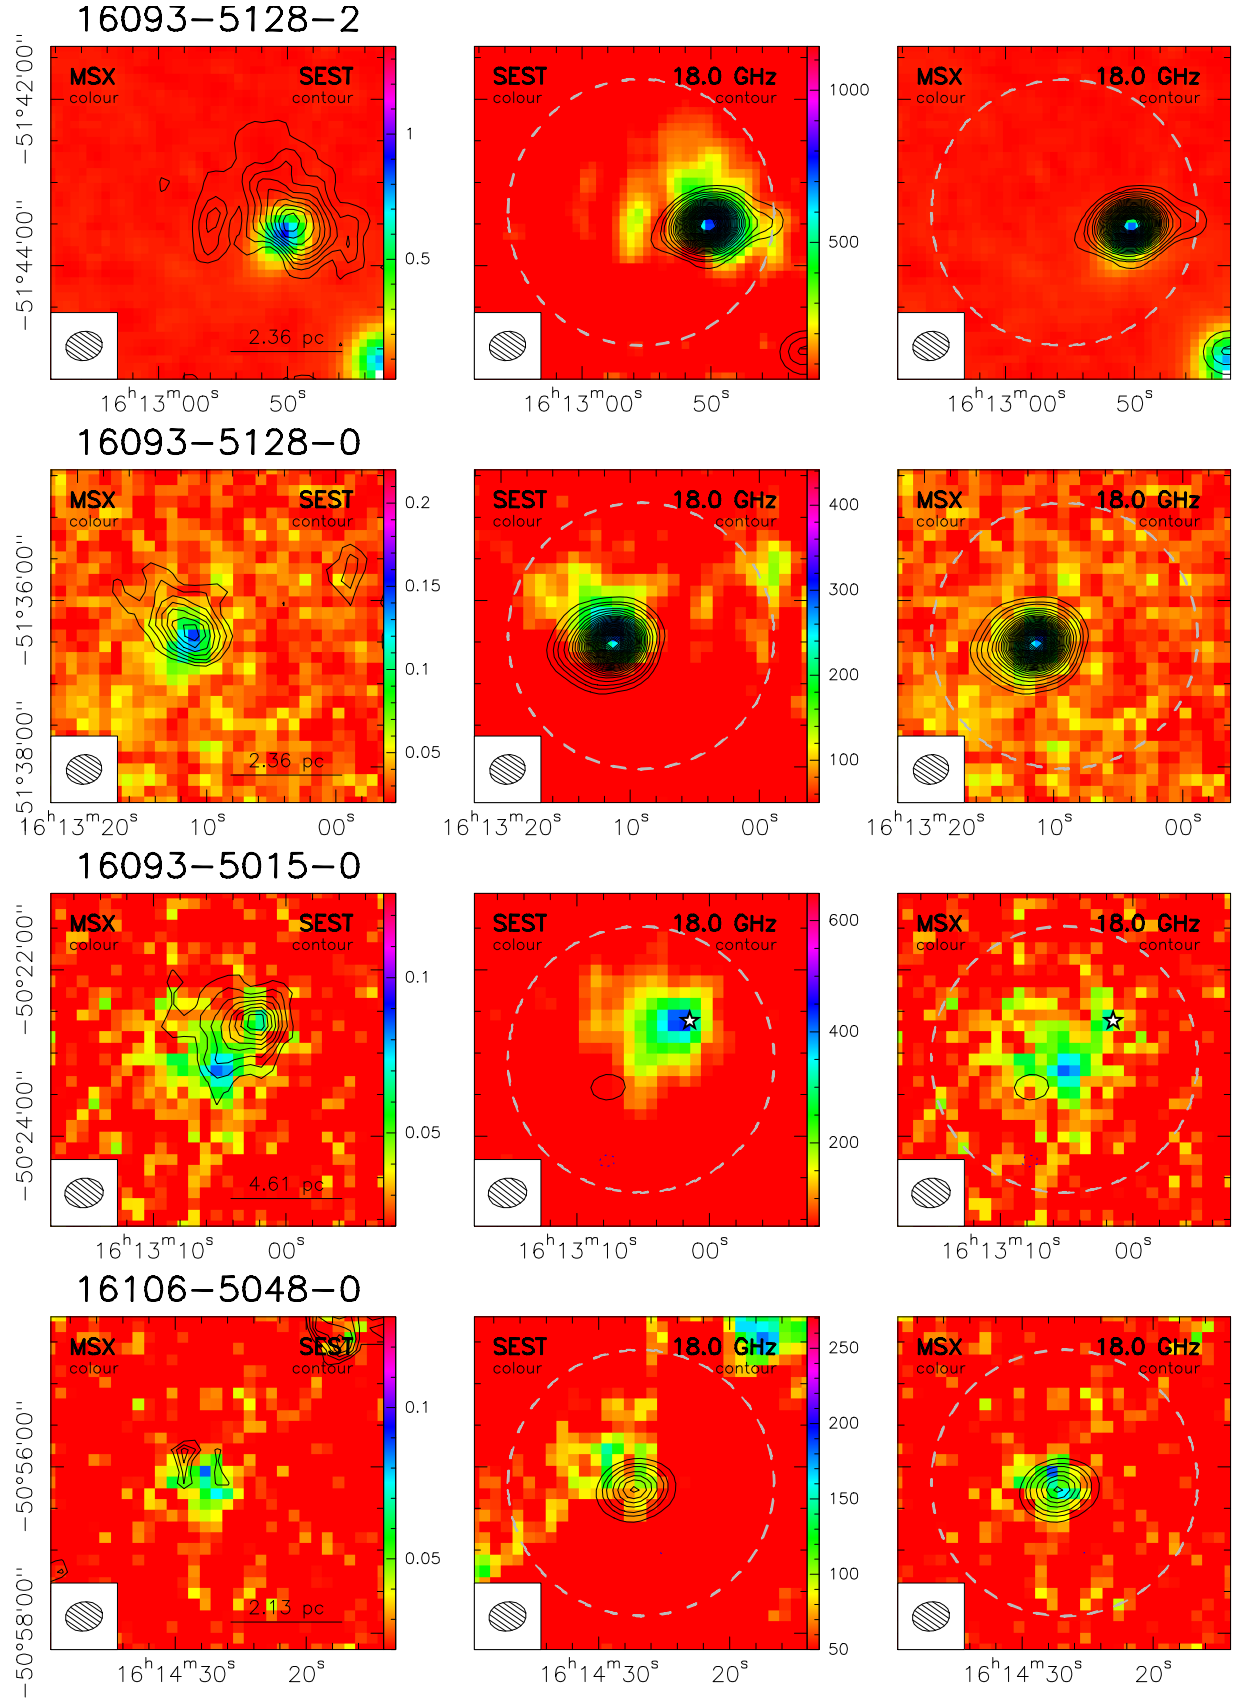 16093-5128-2
MSX SEST
colour contour
SEST 18.0 GHz
colour contour
MSX 18.0 GHz
colour contour
-51°42'00"
-51°44'00"
1
0.5
1000
500
2.36 pc
16h13m00s 50s
16h13m00s 50s
16h13m00s 50s
16093-5128-0
MSX SEST
colour contour
SEST 18.0 GHz
colour contour
MSX 18.0 GHz
colour contour
-51°36'00"
-51°38'00"
0.2
0.15
0.1
0.05
400
300
200
100
2.36 pc
16h13m20s 10s 00s
16h13m20s 10s 00s
16h13m20s 10s 00s
16093-5015-0
MSX SEST
colour contour
SEST 18.0 GHz
colour contour
MSX 18.0 GHz
colour contour
-50°22'00"
-50°24'00"
0.1
0.05
600
400
200
4.61 pc
16h13m10s 00s
16h13m10s 00s
16h13m10s 00s
16106-5048-0
MSX SEST
colour contour
SEST 18.0 GHz
colour contour
MSX 18.0 GHz
colour contour
-50°56'00"
-50°58'00"
0.1
0.05
250
200
150
100
50
2.13 pc
16h14m30s 20s
16h14m30s 20s
16h14m30s 20s